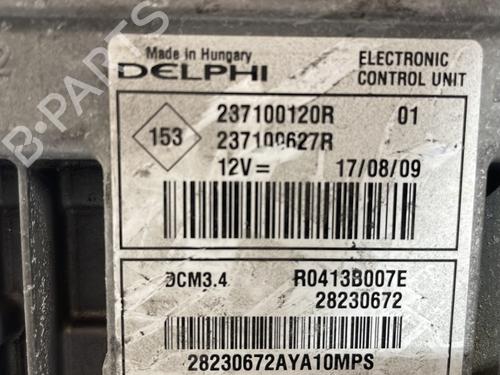 Made in Hungary
DELPHI
ELECTRONIC
CONTROL UNIT
153
237100120R 01
237100627R
12V= 17/08/09
DCM3.4 R0413B007E
28230672
28230672AYA10MPS
B-PARTS